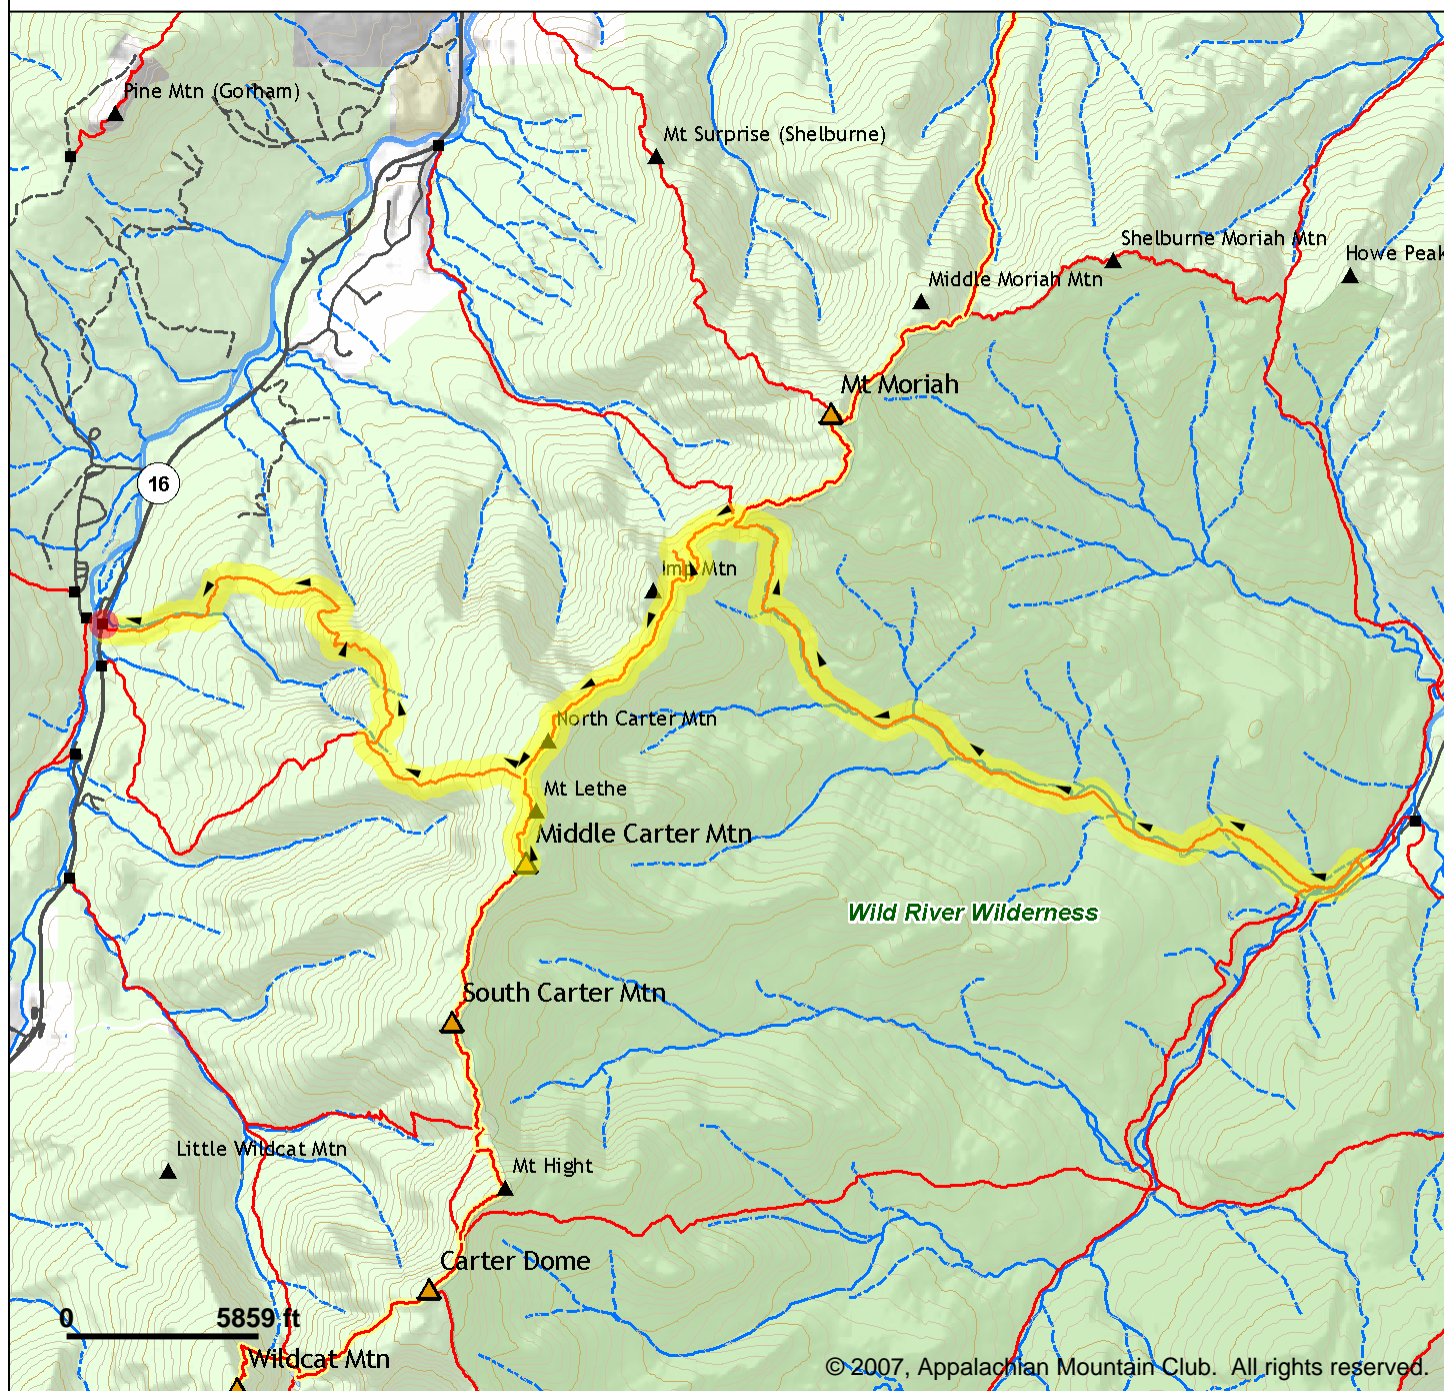 Pine Mtn (Gorham)
Mt Surprise (Shelburne)
Shelburne Moriah Mtn
Howe Peak
Middle Moriah Mtn
Mt Moriah
16
Imp Mtn
North Carter Mtn
Mt Lethe
Middle Carter Mtn
Wild River Wilderness
South Carter Mtn
Little Wildcat Mtn
Mt Hight
Carter Dome
0 5859 ft
Wildcat Mtn
© 2007, Appalachian Mountain Club. All rights reserved.